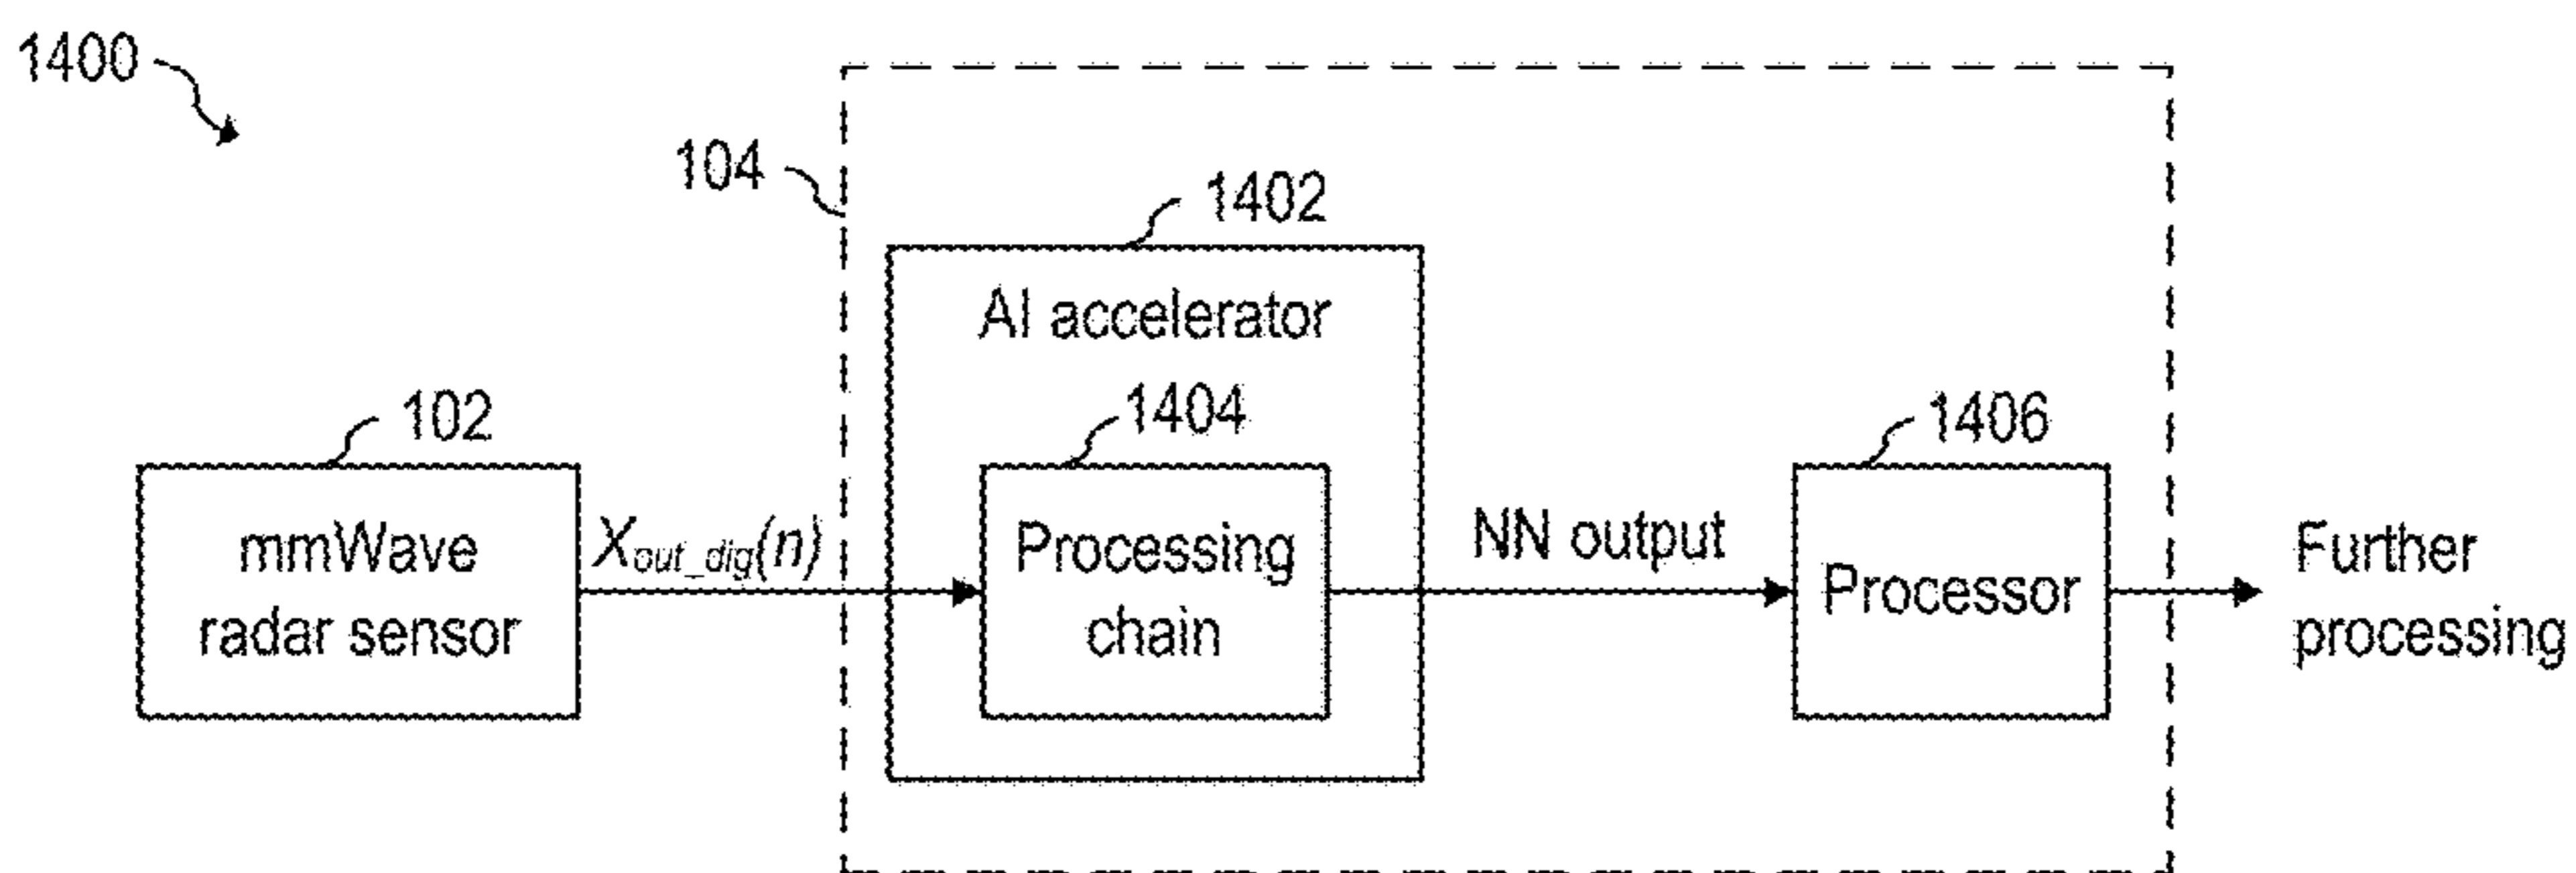 1400
104
1402
AI accelerator
102
1404
1406
mmWave
radar sensor
Xout_dig(n)
Processing
chain
NN output
Processor
Further
processing